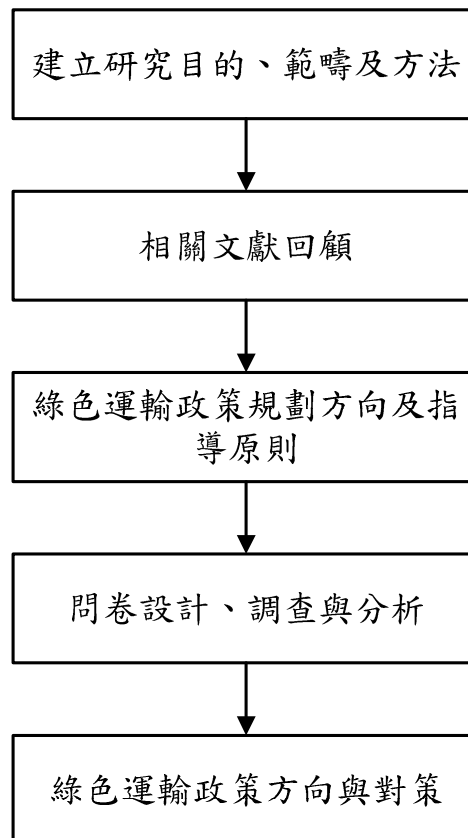 建立研究目的、範疇及方法
相關文獻回顧
綠色運輸政策規劃方向及指
導原則
問卷設計、調查與分析
綠色運輸政策方向與對策